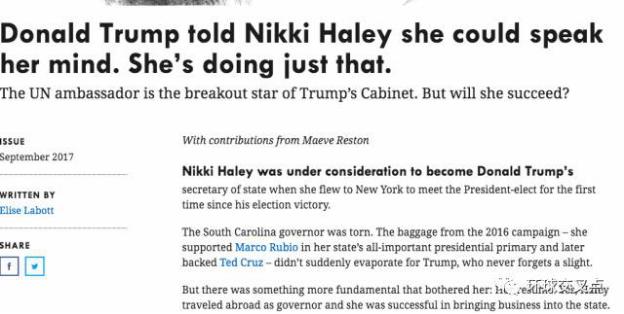 Donald Trump told Nikki Haley she could speak
her mind. She's doing just that.
The UN ambassador is the breakout star of Trump's Cabinet. But will she succeed?
ISSUE
September 2017
WRITTEN BY
Elise Labott
SHARE
With contributions from Maeve Reston
Nikki Haley was under consideration to become Donald Trump's
secretary of state when she flew to New York to meet the President-elect for the first
time since his election victory.
The South Carolina governor was torn. The baggage from the 2016 campaign – she
supported Marco Rubio in her state's all-important presidential primary and later
backed Ted Cruz – didn't suddenly evaporate for Trump, who never forgets a slight.
But there was something more fundamental that bothered her:
traveled abroad as governor and she was successful in bringing business into the state.
环球在叉点